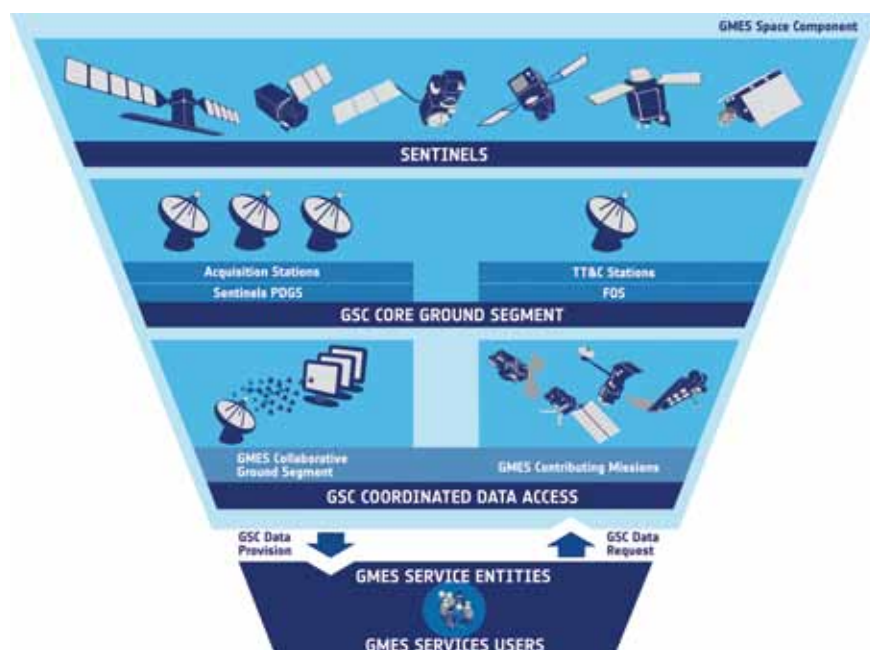 GMES Space Component
SENTINELS
Acquisition Stations
Sentinels PDGS
TT&C Stations
FOS
GSC CORE GROUND SEGMENT
GMES Collaborative
Ground Segment
GMES Contributing Missions
GSC COORDINATED DATA ACCESS
GSC Data
Provision
GSC Data
Request
GMES SERVICE ENTITIES
GMES SERVICES USERS